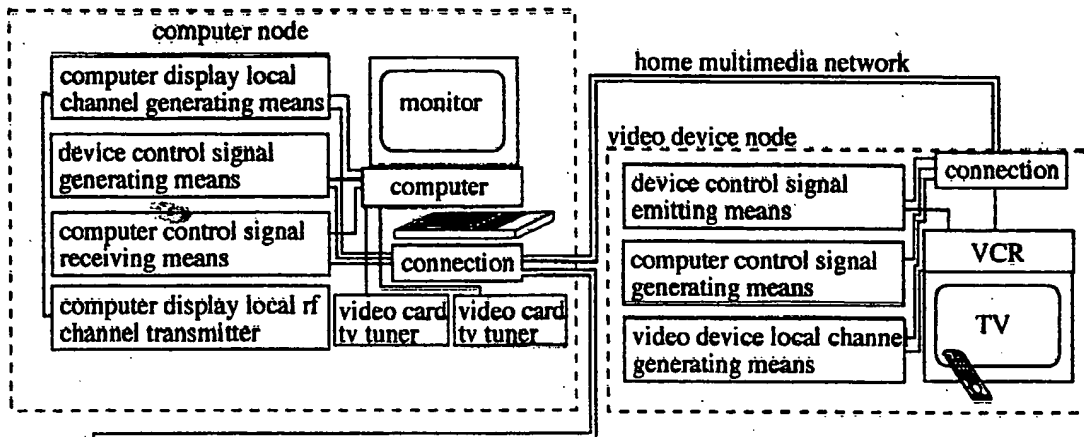 computer node
computer display local
channel generating means
device control signal
generating means
computer control signal
receiving means
computer display local rf
channel transmitter
monitor
computer
connection
video card
tv tuner
video card
tv tuner
home multimedia network
video device node
connection
device control signal
emitting means
computer control signal
generating means
video device local channel
generating means
VCR
TV